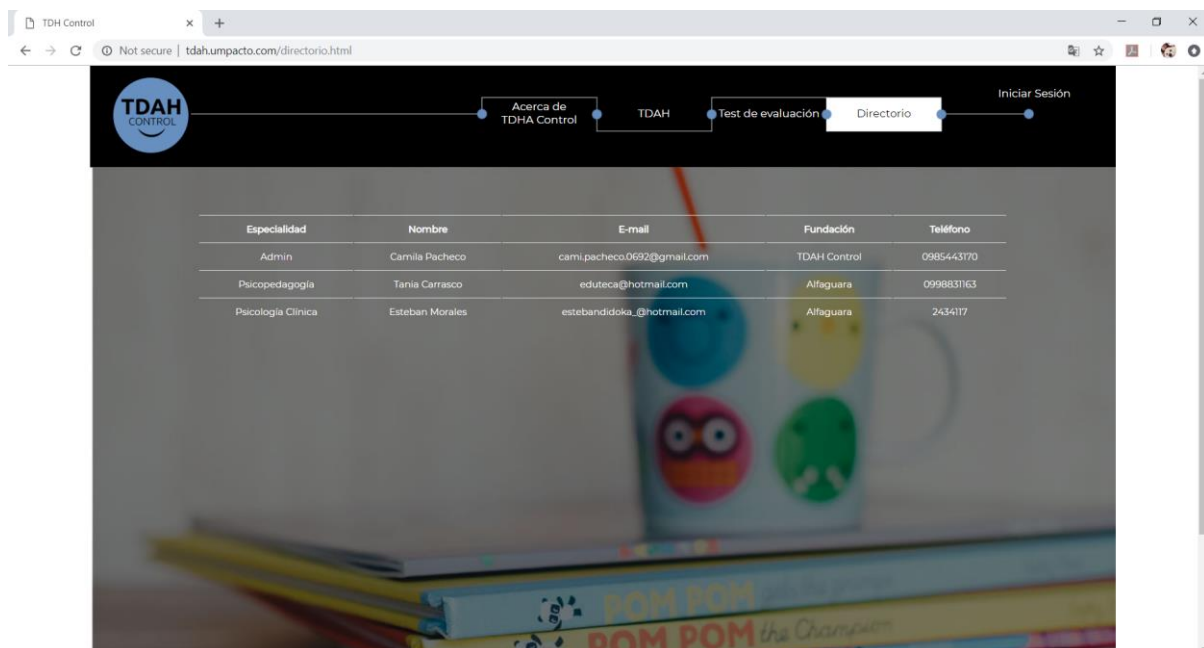 TDH Control
Not secure | tdah.umpacto.com/directorio.html
TDAH
CONTROL
Acerca de
TDHA Control
TDAH
Test de evaluación
Directorio
Iniciar Sesión
Especialidad Nombre E-mail Fundación Teléfono
Admin Camila Pacheco cami.pacheco.0692@gmail.com TDAH Control 0985443170
Psicopedagogía Tania Carrasco eduteca@hotmail.com Alfaguara 0998831163
Psicología Clínica Esteban Morales estebandidoka_@hotmail.com Alfaguara 2434117
POM POM
POM POM the Champion